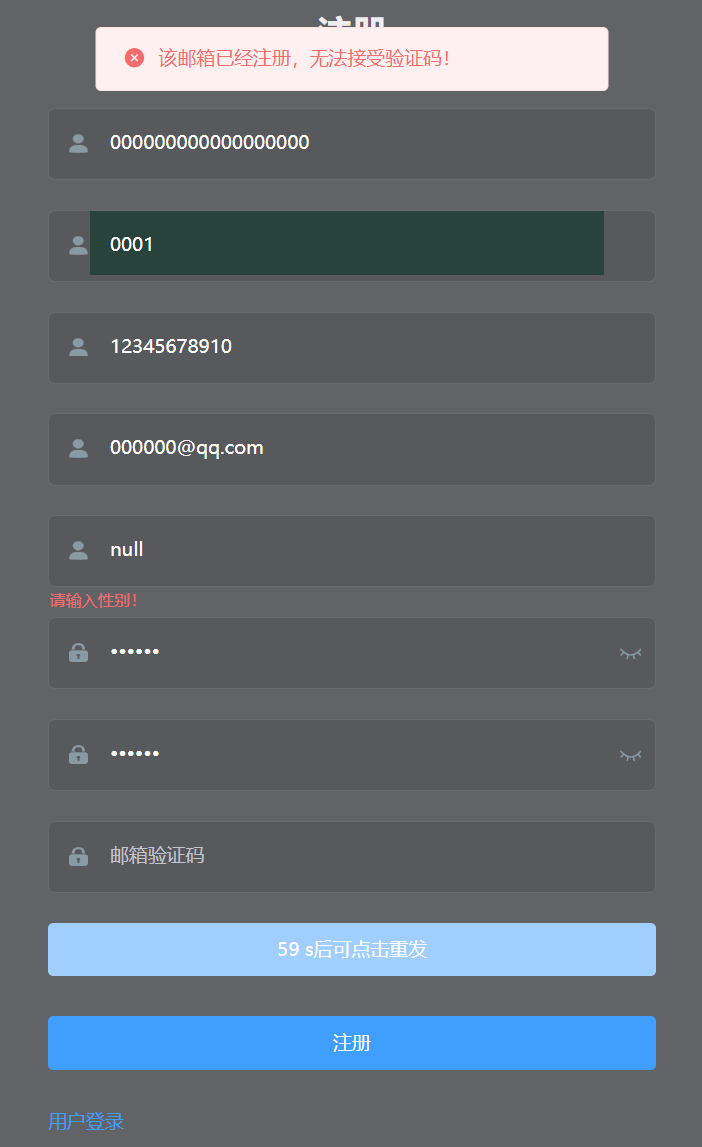 注册
该邮箱已经注册，无法接受验证码！
000000000000000000
0001
12345678910
000000@qq.com
null
请输入性别！
••••••
••••••
邮箱验证码
59 s后可点击重发
注册
用户登录